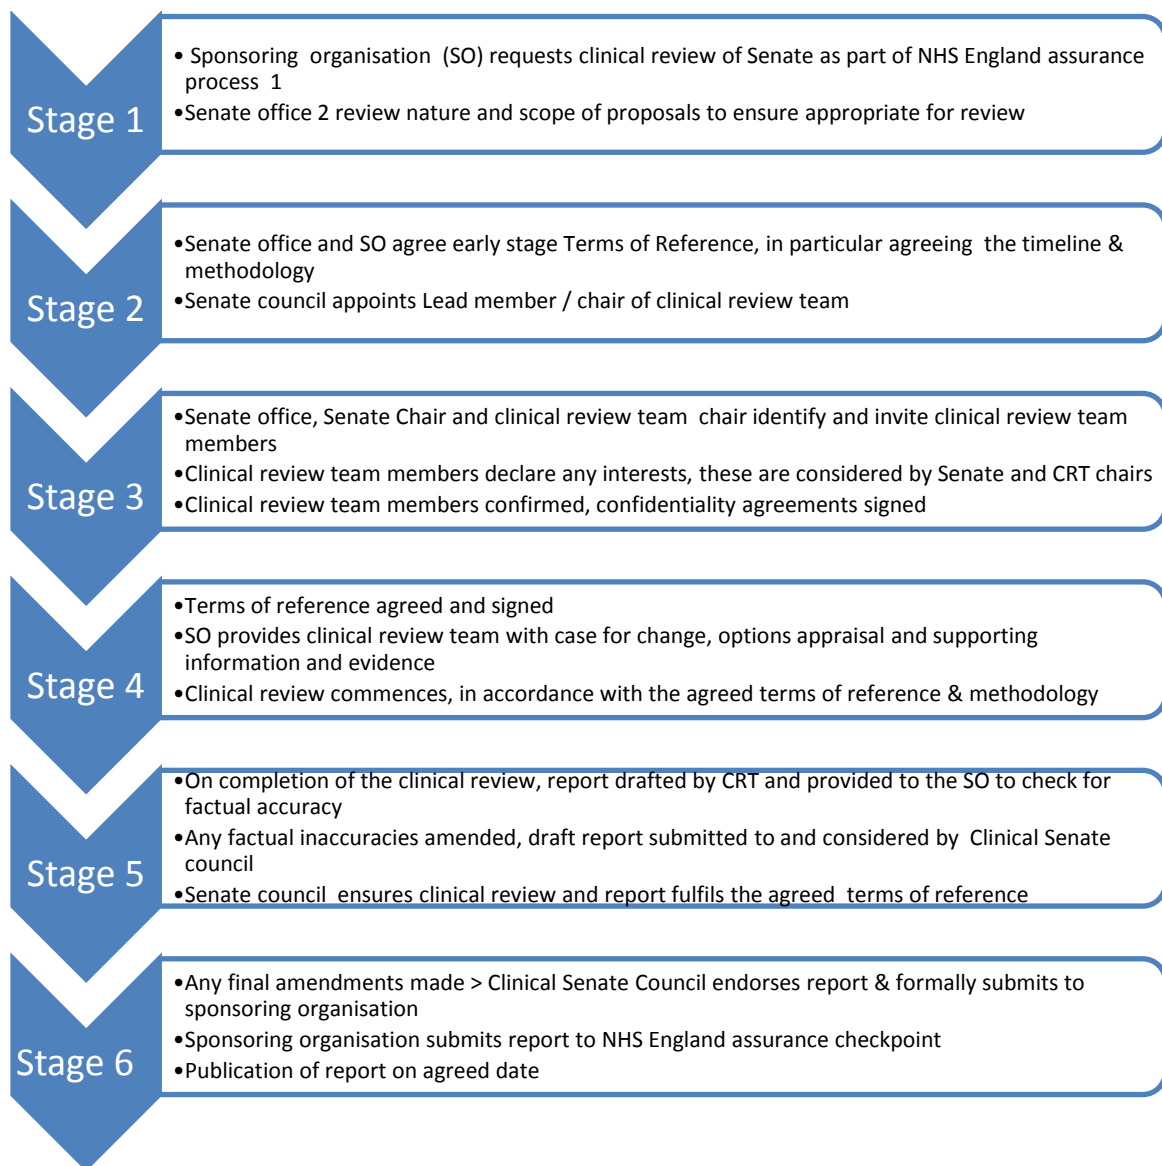 Stage 1
• Sponsoring organisation (SO) requests clinical review of Senate as part of NHS England assurance
process 1
•Senate office 2 review nature and scope of proposals to ensure appropriate for review
Stage 2
•Senate office and SO agree early stage Terms of Reference, in particular agreeing the timeline &
methodology
•Senate council appoints Lead member / chair of clinical review team
Stage 3
•Senate office, Senate Chair and clinical review team chair identify and invite clinical review team
members
•Clinical review team members declare any interests, these are considered by Senate and CRT chairs
•Clinical review team members confirmed, confidentiality agreements signed
Stage 4
•Terms of reference agreed and signed
•SO provides clinical review team with case for change, options appraisal and supporting
information and evidence
•Clinical review commences, in accordance with the agreed terms of reference & methodology
Stage 5
•On completion of the clinical review, report drafted by CRT and provided to the SO to check for
factual accuracy
•Any factual inaccuracies amended, draft report submitted to and considered by Clinical Senate
council
•Senate council ensures clinical review and report fulfils the agreed terms of reference
Stage 6
•Any final amendments made > Clinical Senate Council endorses report & formally submits to
sponsoring organisation
•Sponsoring organisation submits report to NHS England assurance checkpoint
•Publication of report on agreed date